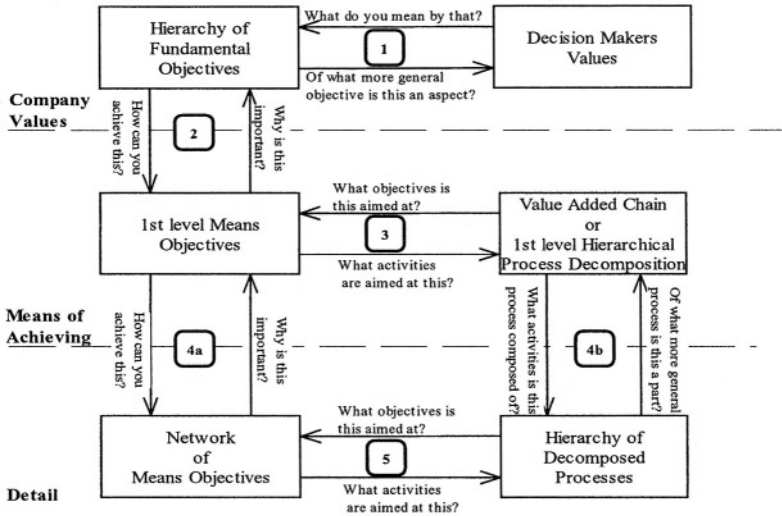 Hierarchy of
Fundamental
Objectives
What do you mean by that?
1
Of what more general
objective is this an aspect?
Decision Makers
Values
Company
Values
How can you
achieve this?
2
Why is this
important?
1st level Means
Objectives
What objectives is
this aimed at?
3
What activities
are aimed at this?
Value Added Chain
or
1st level Hierarchical
Process Decomposition
Means of
Achieving
How can you
achieve this?
4a
Why is this
important?
What activities is this
process composed of?
4b
Of what more general
process is this a part?
Network
of
Means Objectives
What objectives is
this aimed at?
5
What activities
are aimed at this?
Hierarchy of
Decomposed
Processes
Detail